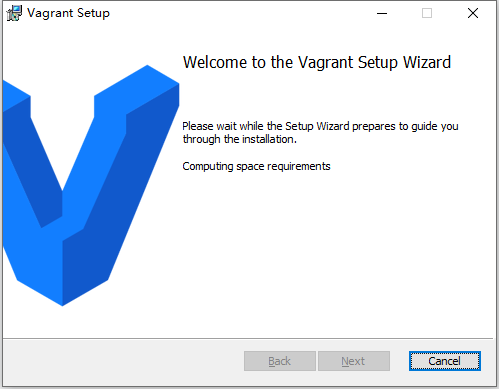 Vagrant Setup
Welcome to the Vagrant Setup Wizard
Please wait while the Setup Wizard prepares to guide you
through the installation.
Computing space requirements
Back
Next
Cancel